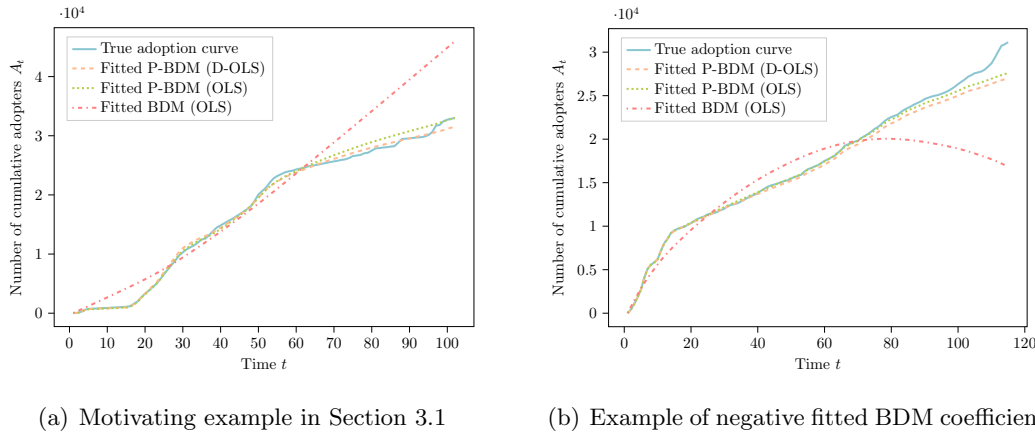 ·10⁴
True adoption curve
Fitted P-BDM (D-OLS)
Fitted P-BDM (OLS)
Fitted BDM (OLS)
Number of cumulative adopters Aₜ
4
3
2
1
0
0 10 20 30 40 50 60 70 80 90 100
Time t
(a) Motivating example in Section 3.1
·10⁴
True adoption curve
Fitted P-BDM (D-OLS)
Fitted P-BDM (OLS)
Fitted BDM (OLS)
Number of cumulative adopters Aₜ
3
2.5
2
1.5
1
0.5
0
0 20 40 60 80 100 120
Time t
(b) Example of negative fitted BDM coefficien